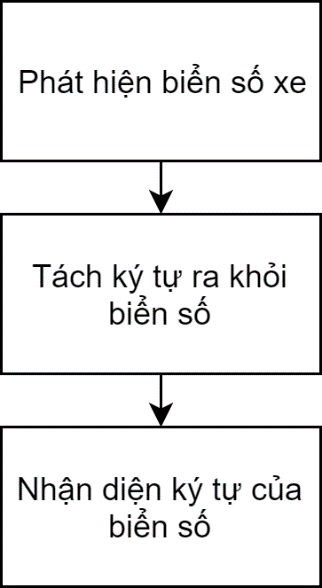 Phát hiện biển số xe
Tách ký tự ra khỏi
biển số
Nhận diện ký tự của
biển số